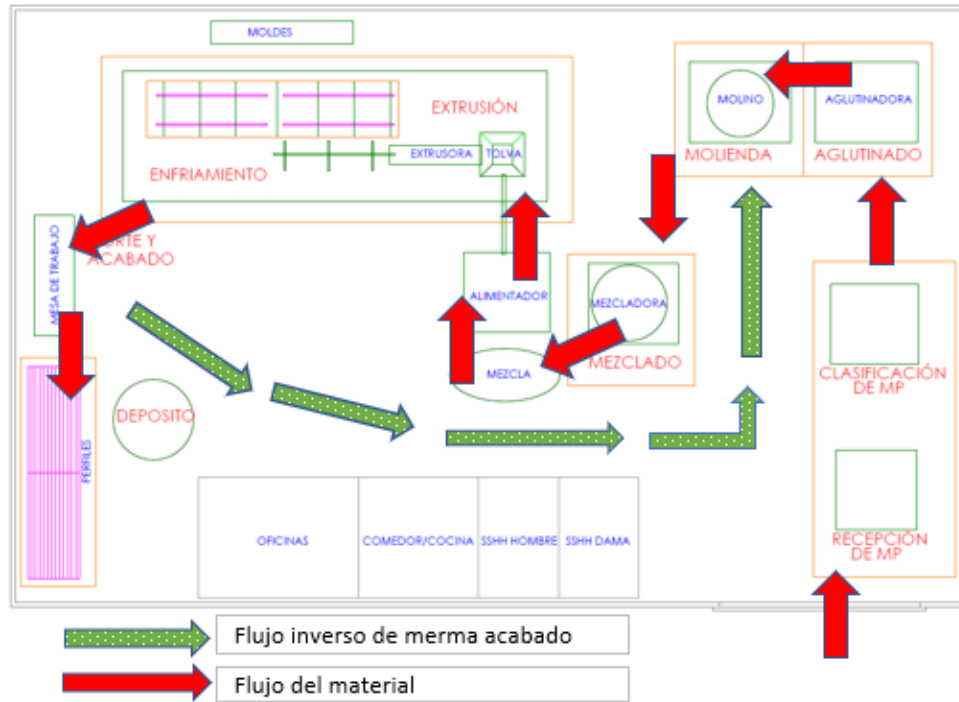 MOLDES
EXTRUSIÓN
EXTRUSORA
TOLVA
ENFRIAMIENTO
MOLINO
AGLUTINADORA
MOLIENDA
AGLUTINADO
MESA DE TRABAJO
ORTE Y
ACABADO
ALIMENTADOR
MEZCLADORA
MEZCLA
MEZCLADO
CLASIFICACIÓN
DE MP
DEPOSITO
PERFILES
RECEPCIÓN
DE MP
OFICINAS
COMEDOR/COCINA
SSHH HOMBRE
SSHH DAMA
Flujo inverso de merma acabado
Flujo del material